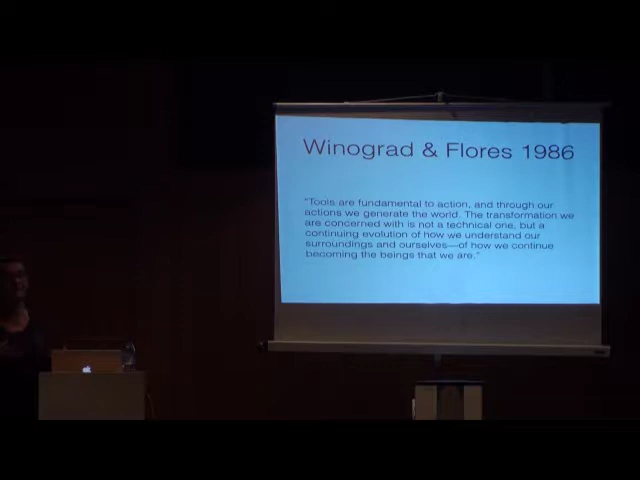 Winograd & Flores 1986
"Tools are fundamental to action, and through our
actions we generate the world. The transformation we
are concerned with is not a technical one, but a
continuing evolution of how we understand our
surroundings and ourselves—of how we continue
becoming the beings that we are."